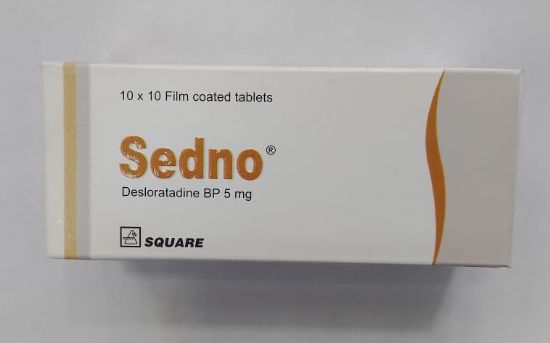 10 x 10 Film coated tablets
Sedno®
Desloratadine BP 5 mg
SQUARE